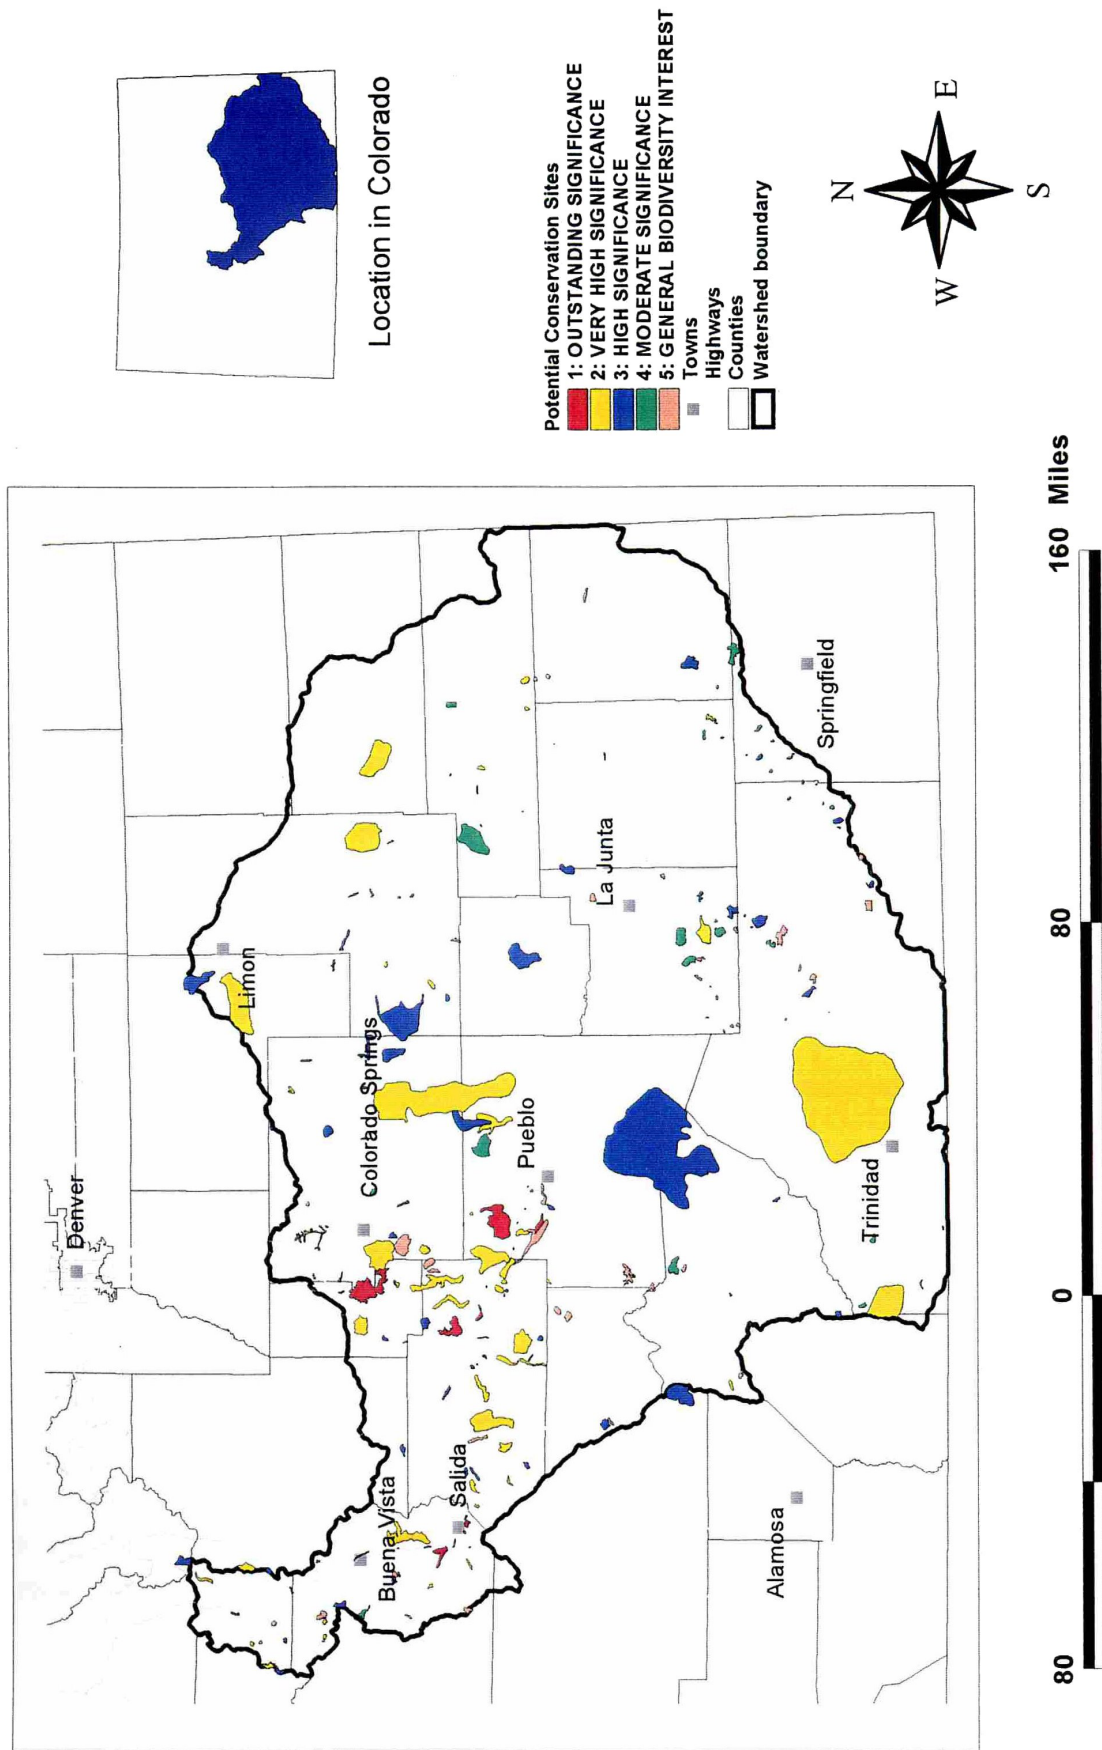 Location in Colorado
Potential Conservation Sites
1: OUTSTANDING SIGNIFICANCE
2: VERY HIGH SIGNIFICANCE
3: HIGH SIGNIFICANCE
4: MODERATE SIGNIFICANCE
5: GENERAL BIODIVERSITY INTEREST
Towns
Highways
Counties
Watershed boundary
N
W
E
S
Denver
Limon
Colorado Springs
Buena Vista
Salida
Pueblo
La Junta
Springfield
Alamosa
Trinidad
80
0
80
160 Miles